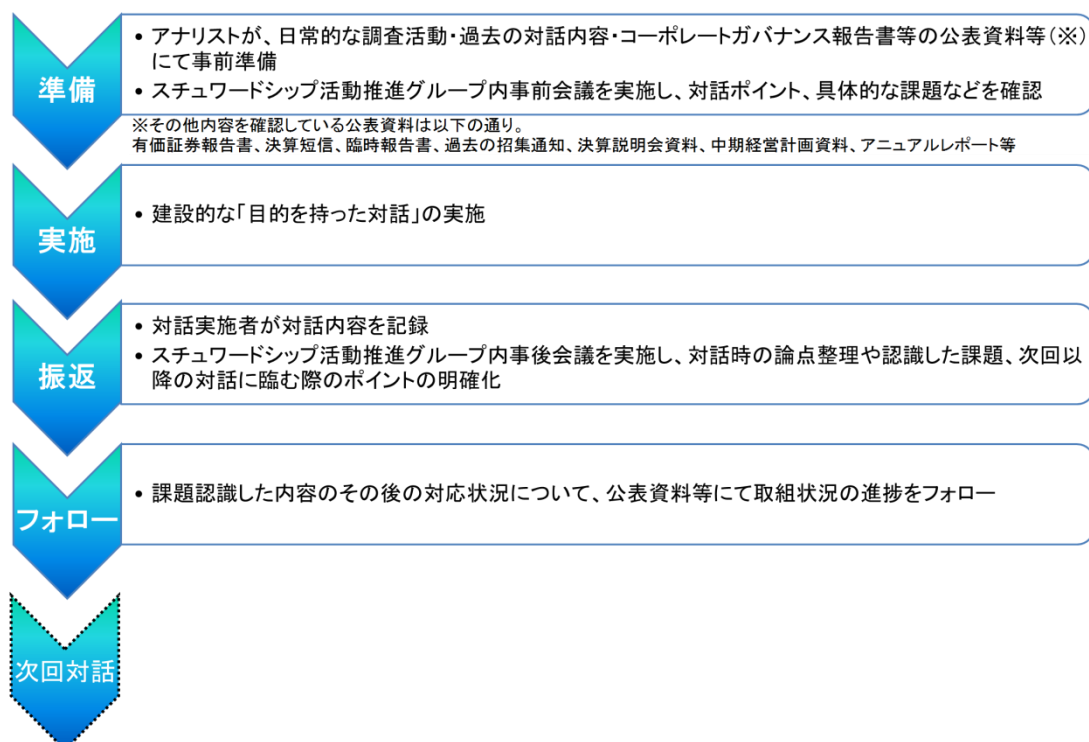 準備
• アナリストが、日常的な調査活動・過去の対話内容・コーポレートガバナンス報告書等の公表資料等(※)
にて事前準備
• スチュワードシップ活動推進グループ内事前会議を実施し、対話ポイント、具体的な課題などを確認
※その他内容を確認している公表資料は以下の通り。
有価証券報告書、決算短信、臨時報告書、過去の招集通知、決算説明会資料、中期経営計画資料、アニュアルレポート等
実施
• 建設的な「目的を持った対話」の実施
振返
• 対話実施者が対話内容を記録
• スチュワードシップ活動推進グループ内事後会議を実施し、対話時の論点整理や認識した課題、次回以
降の対話に臨む際のポイントの明確化
フォロー
• 課題認識した内容のその後の対応状況について、公表資料等にて取組状況の進捗をフォロー
次回対話